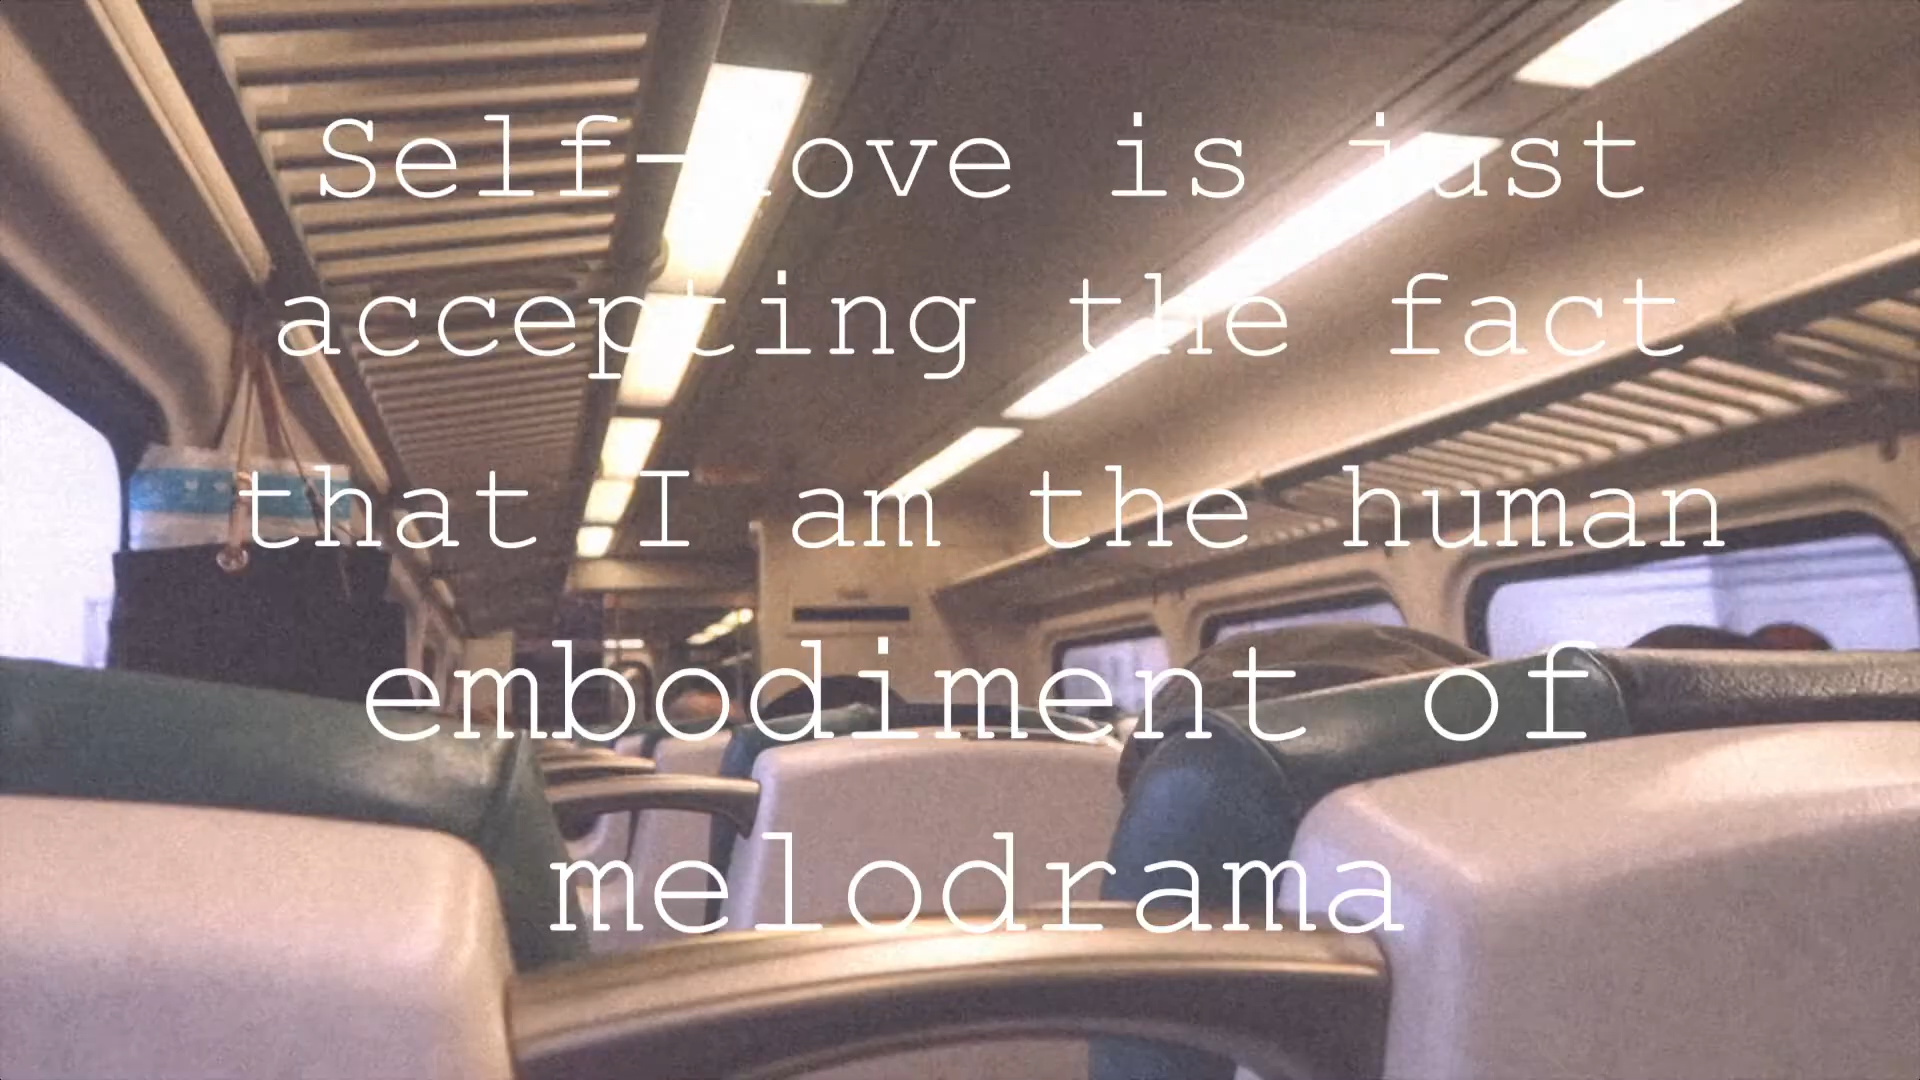 Self-love is just
accepting the fact
that I am the human
embodiment of
melodrama